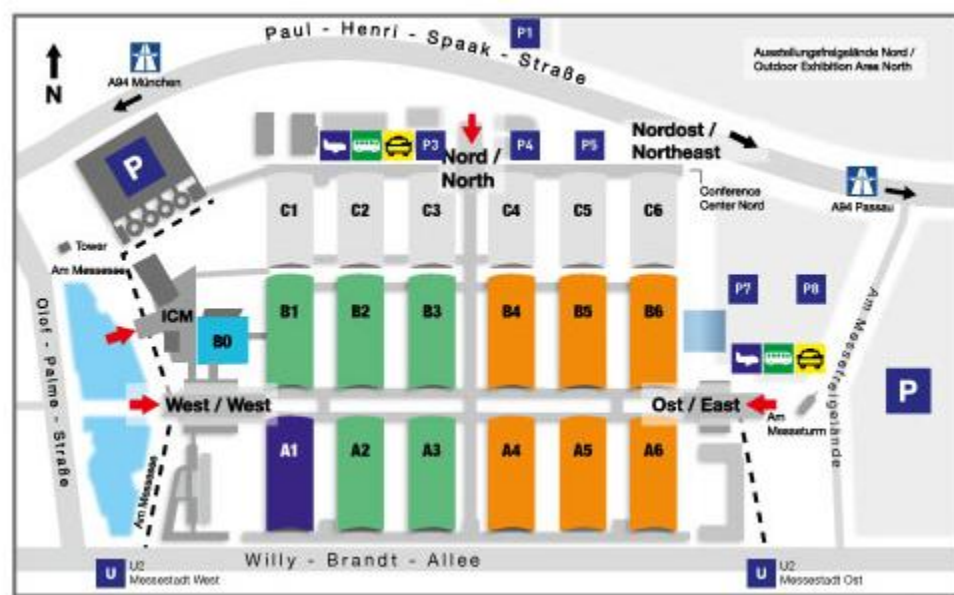 Paul - Henri - Spaak - Straße
P1
Ausstellungsfreigelände Nord /
Outdoor Exhibition Area North
N
A94 München
P
P3
P4
P5
Nord /
North
Nordost /
Northeast
Conference
Center Nord
A94 Passau
C1
C2
C3
C4
C5
C6
Tower
Am Messesee
Olof - Palme - Straße
ICM
B0
B1
B2
B3
B4
B5
B6
P7
P8
Am Messefreigelände
P
West / West
Ost / East
Am
Messeturm
A1
A2
A3
A4
A5
A6
Am Messesee
Willy - Brandt - Allee
U
U2
Messestadt West
U
U2
Messestadt Ost